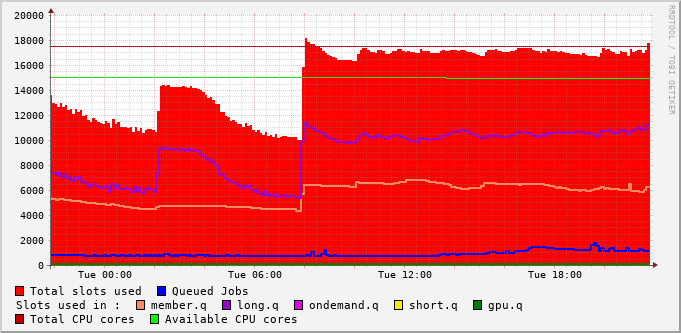 20000
18000
16000
14000
12000
10000
8000
6000
4000
2000
0
Tue 00:00 Tue 06:00 Tue 12:00 Tue 18:00
Total slots used Queued Jobs
Slots used in : member.q long.q ondemand.q short.q gpu.q
Total CPU cores Available CPU cores
RRDTOOL / TOBI OETIKER